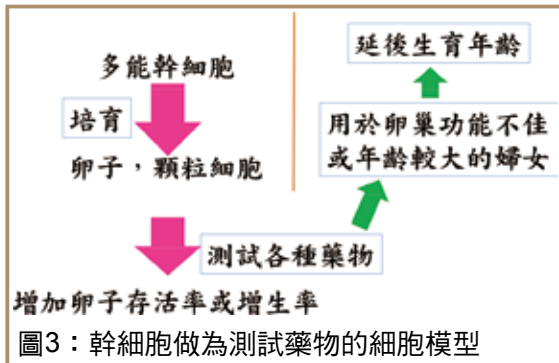 多能幹細胞
培育
卵子，顆粒細胞
測試各種藥物
增加卵子存活率或增生率
延後生育年齡
用於卵巢功能不佳
或年齡較大的婦女
圖3：幹細胞做為測試藥物的細胞模型